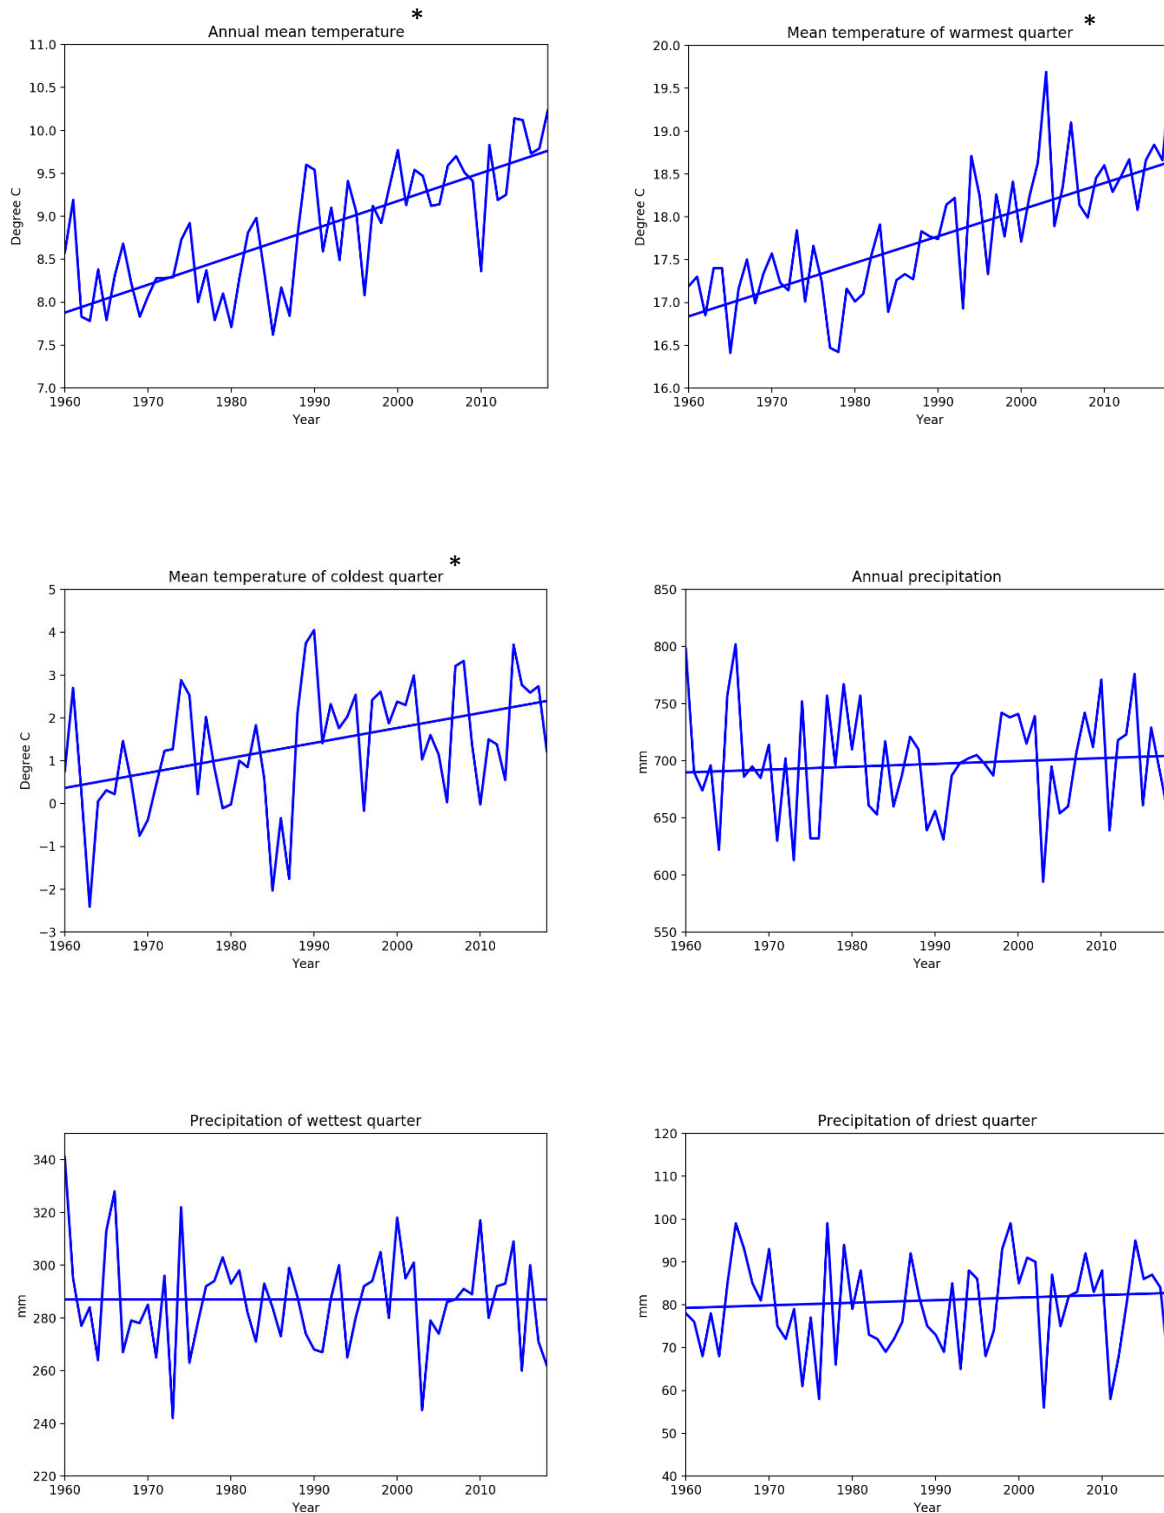 Annual mean temperature *
11.0
10.5
10.0
9.5
9.0
8.5
8.0
7.5
7.0
Degree C
1960 1970 1980 1990 2000 2010
Year
Mean temperature of warmest quarter *
20.0
19.5
19.0
18.5
18.0
17.5
17.0
16.5
16.0
Degree C
1960 1970 1980 1990 2000 2010
Year
Mean temperature of coldest quarter *
5
4
3
2
1
0
−1
−2
−3
Degree C
1960 1970 1980 1990 2000 2010
Year
Annual precipitation
850
800
750
700
650
600
550
mm
1960 1970 1980 1990 2000 2010
Year
Precipitation of wettest quarter
340
320
300
280
260
240
220
mm
1960 1970 1980 1990 2000 2010
Year
Precipitation of driest quarter
120
110
100
90
80
70
60
50
40
mm
1960 1970 1980 1990 2000 2010
Year